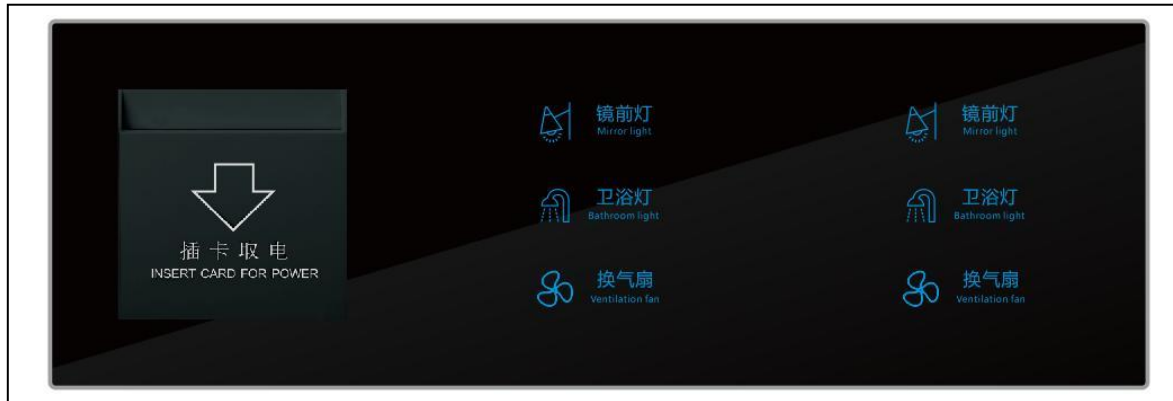 插卡取电
INSERT CARD FOR POWER
镜前灯
Mirror light
卫浴灯
Bathroom light
换气扇
Ventilation fan
镜前灯
Mirror light
卫浴灯
Bathroom light
换气扇
Ventilation fan